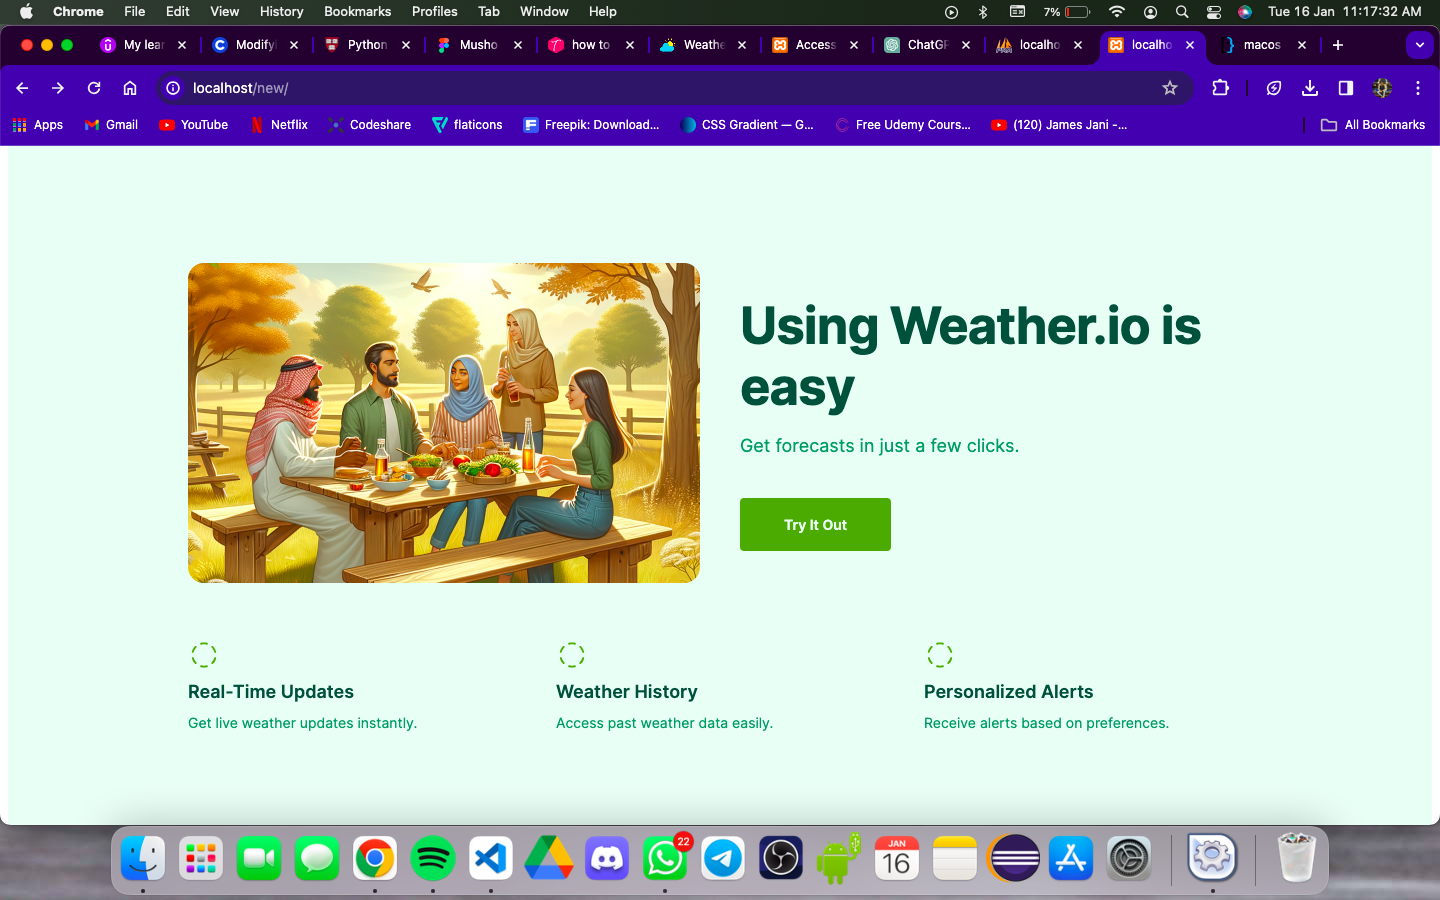 Chrome File Edit View History Bookmarks Profiles Tab Window Help 7% Tue 16 Jan 11:17:32 AM
My lear Modify Python Musho how to Weathe Access ChatGP localho localho macos
localhost/new/
Apps Gmail YouTube Netflix Codeshare flaticons Freepik: Download... CSS Gradient — G... Free Udemy Cours... (120) James Jani -... All Bookmarks
Using Weather.io is
easy
Get forecasts in just a few clicks.
Try It Out
Real-Time Updates
Get live weather updates instantly.
Weather History
Access past weather data easily.
Personalized Alerts
Receive alerts based on preferences.
22
JAN
16